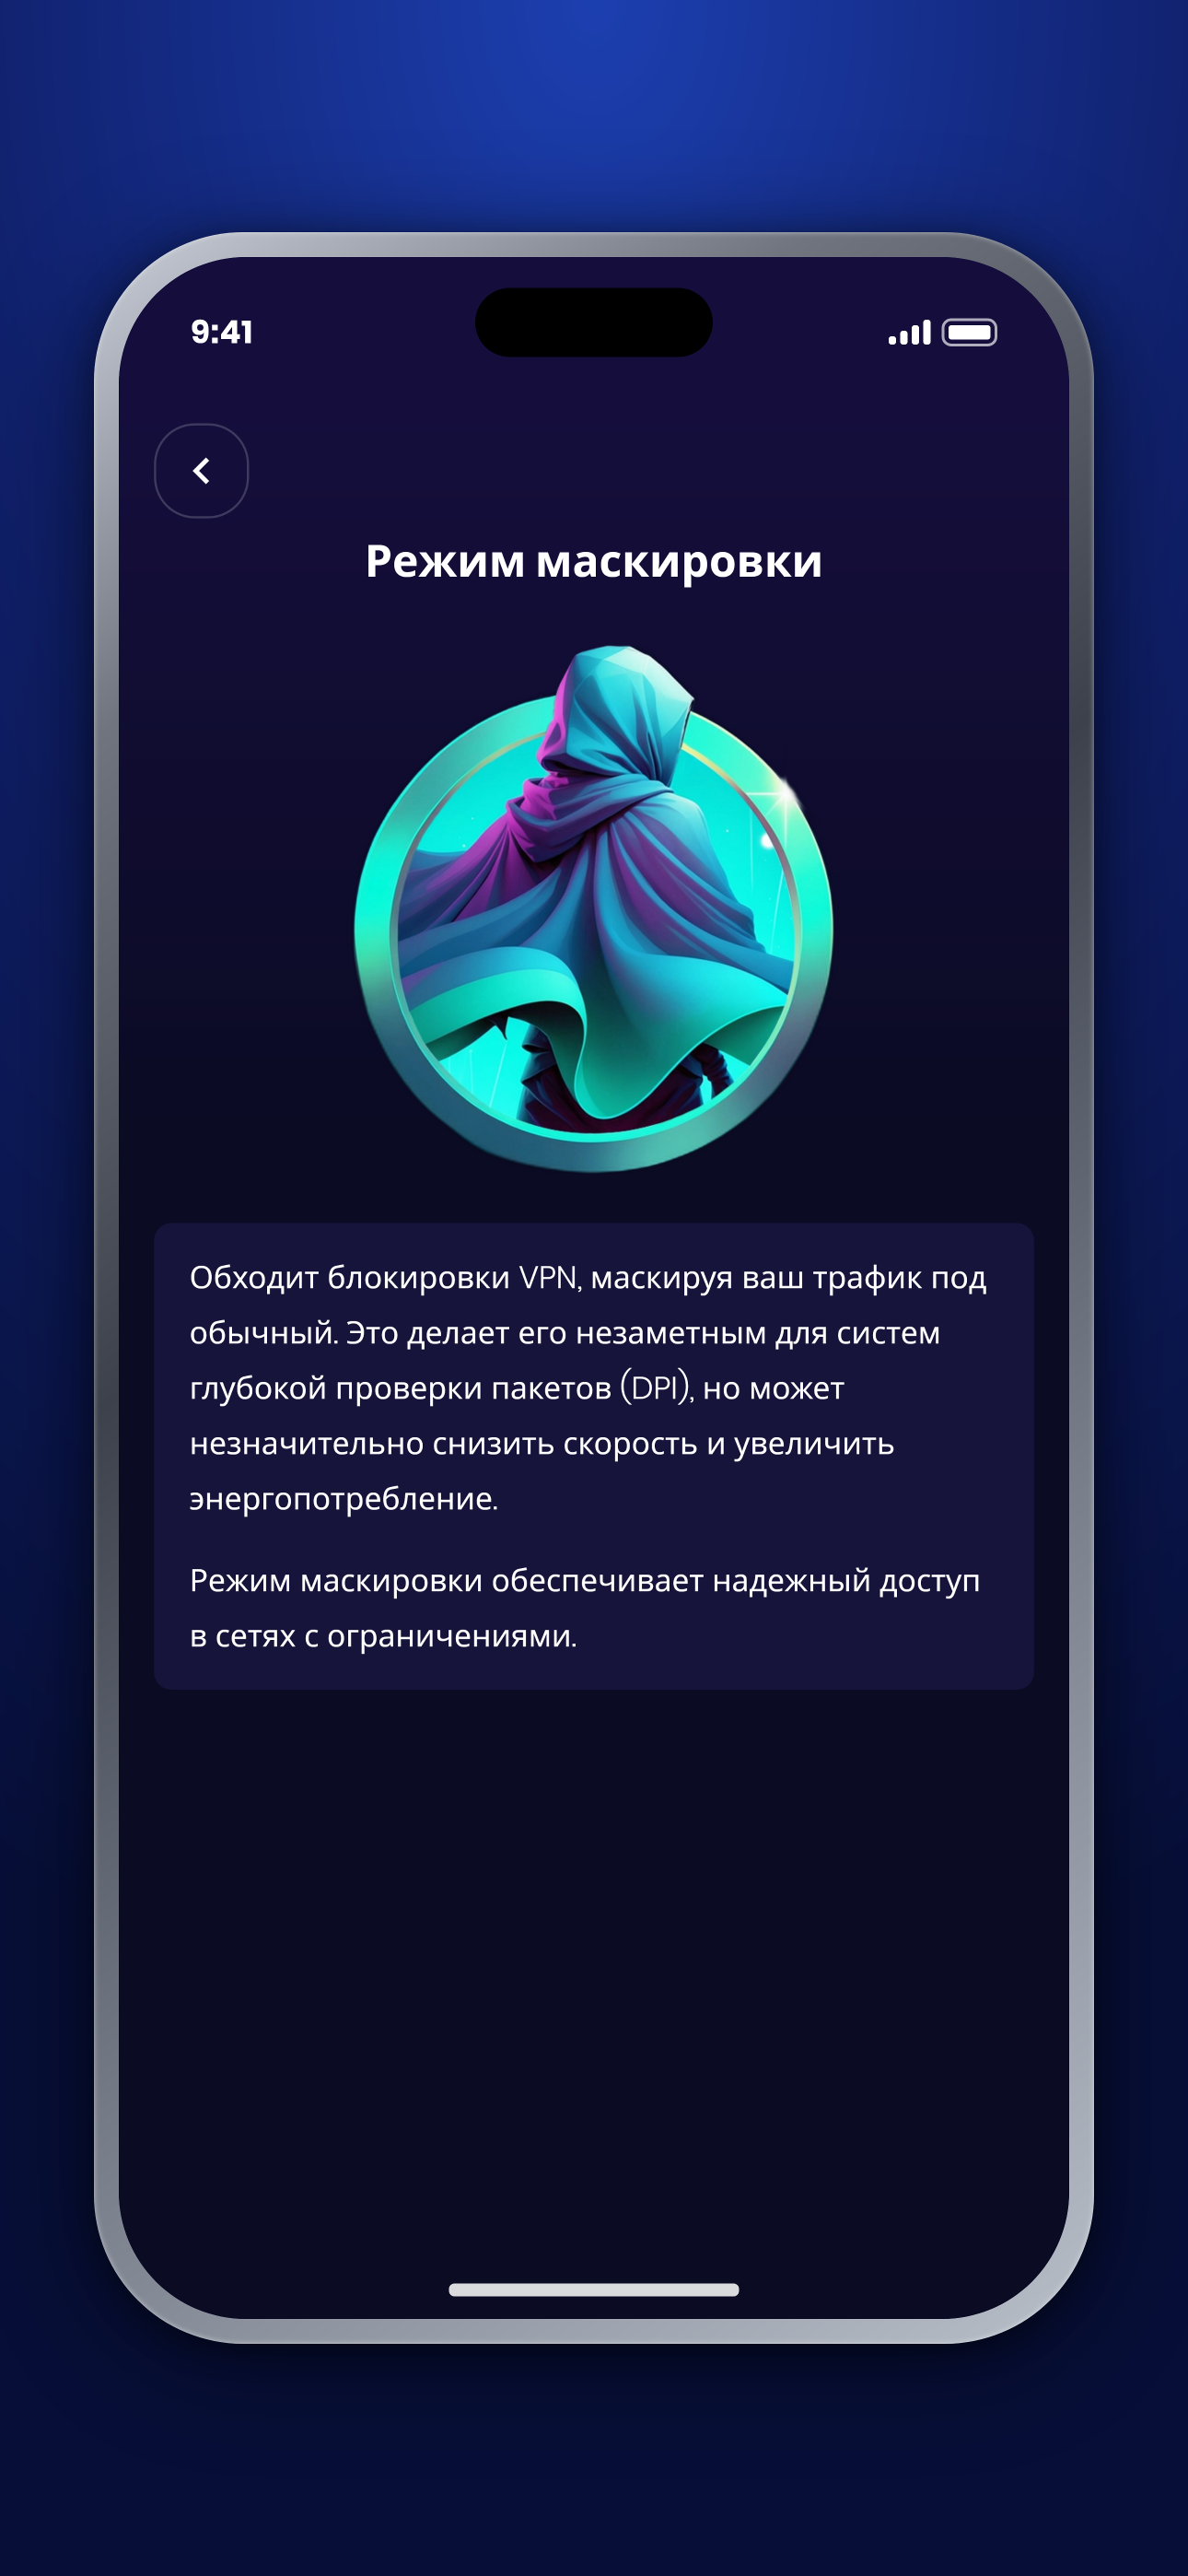 9:41
Режим маскировки
Обходит блокировки VPN, маскируя ваш трафик под
обычный. Это делает его незаметным для систем
глубокой проверки пакетов (DPI), но может
незначительно снизить скорость и увеличить
энергопотребление.
Режим маскировки обеспечивает надежный доступ
в сетях с ограничениями.